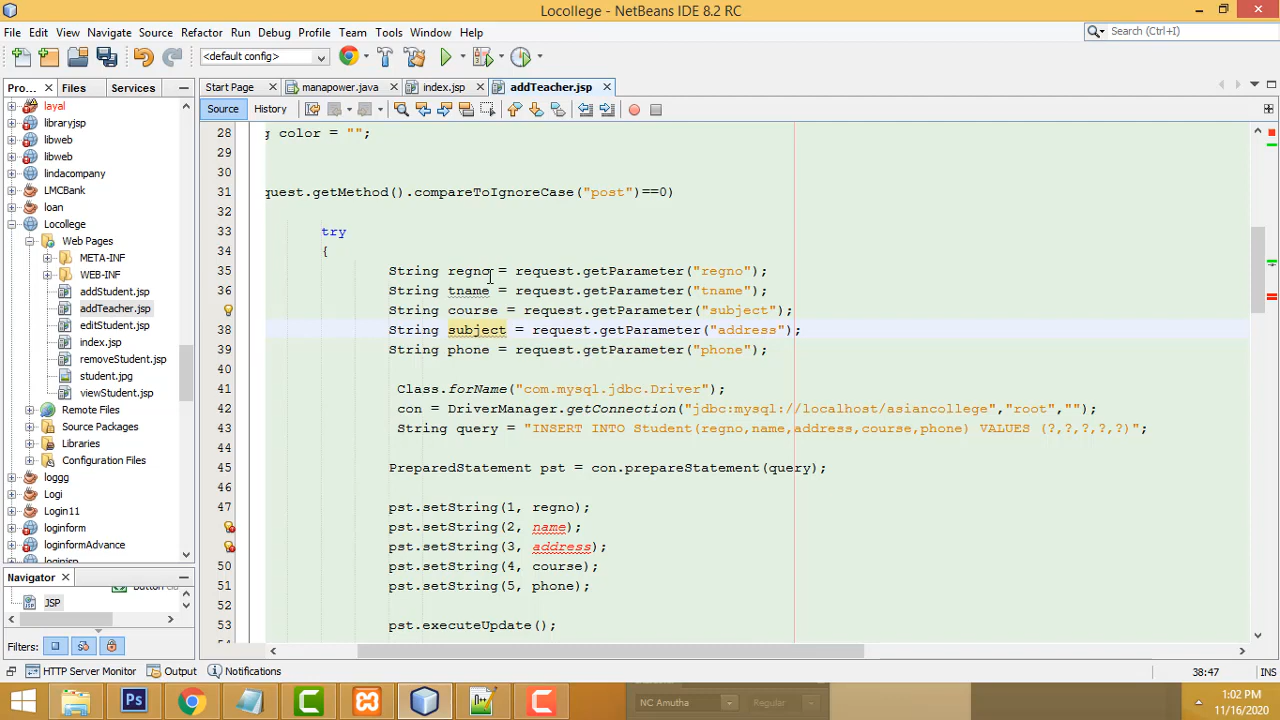 Locollege - NetBeans IDE 8.2 RC
File Edit View Navigate Source Refactor Run Debug Profile Team Tools Window Help
Search (Ctrl+I)
<default config>
Pro... Files Services
Start Page manapower.java index.jsp addTeacher.jsp
Source History
layal
libraryjsp
libweb
libweb
lindacompany
LMCBank
loan
Locollege
Web Pages
META-INF
WEB-INF
addStudent.jsp
addTeacher.jsp
editStudent.jsp
index.jsp
removeStudent.jsp
student.jpg
viewStudent.jsp
Remote Files
Source Packages
Libraries
Configuration Files
loggg
Logi
Login11
loginform
loginformAdvance
loginjsp
Navigator
JSP
Filters:
28 g color = "";
29
30
31 quest.getMethod().compareToIgnoreCase("post")==0)
32
33 try
34 {
35 String regno = request.getParameter("regno");
36 String tname = request.getParameter("tname");
String course = request.getParameter("subject");
38 String subject = request.getParameter("address");
39 String phone = request.getParameter("phone");
40
41 Class.forName("com.mysql.jdbc.Driver");
42 con = DriverManager.getConnection("jdbc:mysql://localhost/asiancollege","root","");
43 String query = "INSERT INTO Student(regno,name,address,course,phone) VALUES (?,?,?,?,?)";
44
45 PreparedStatement pst = con.prepareStatement(query);
46
47 pst.setString(1, regno);
pst.setString(2, name);
pst.setString(3, address);
50 pst.setString(4, course);
51 pst.setString(5, phone);
52
53 pst.executeUpdate();
HTTP Server Monitor Output Notifications
38:47 INS
NC Amutha Regular
1:02 PM
11/16/2020